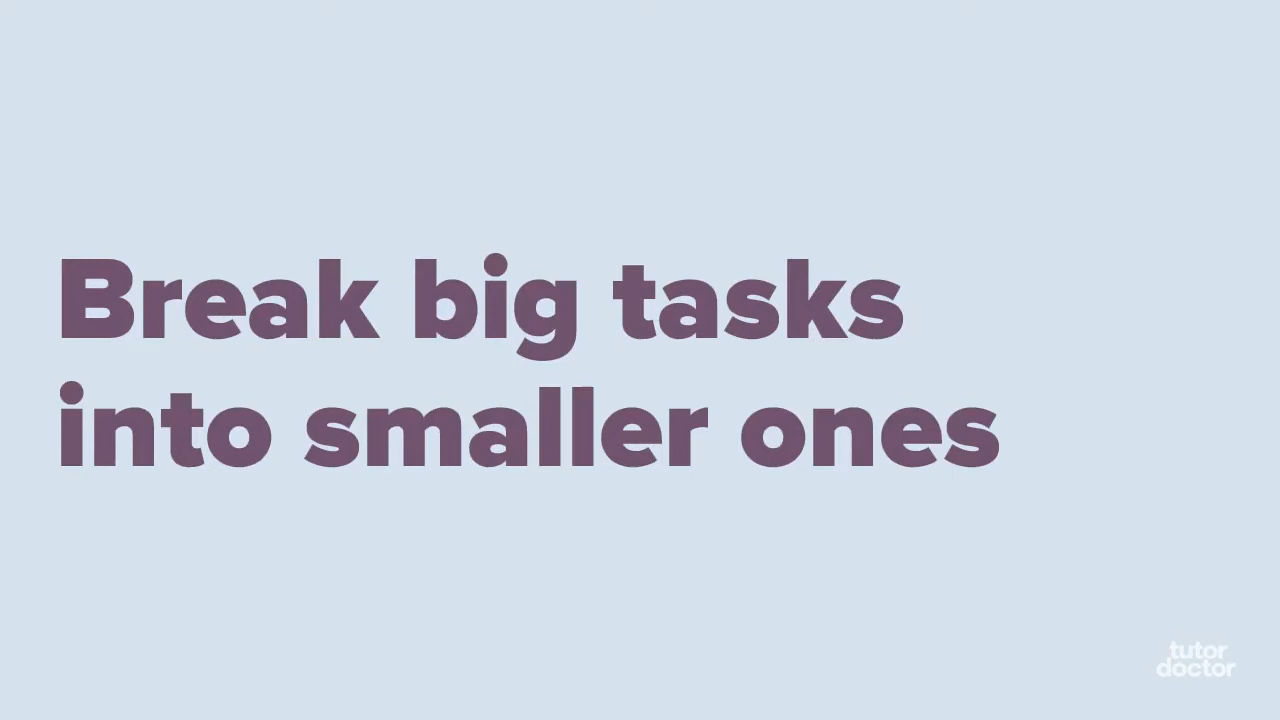 Break big tasks
into smaller ones
tutor
doctor